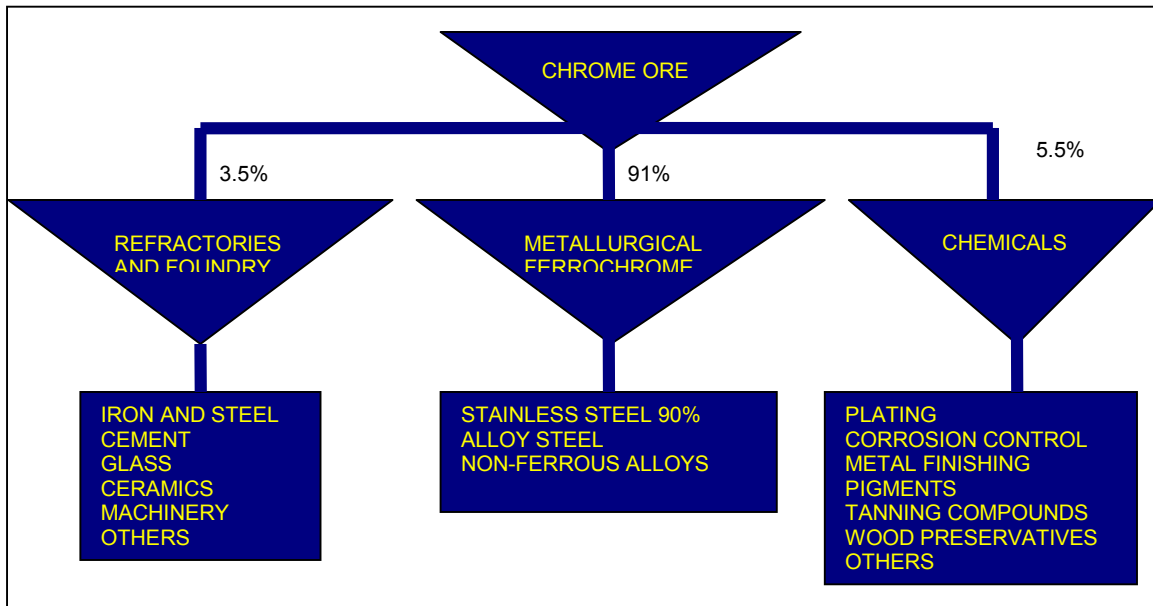 CHROME ORE
3.5%
91%
5.5%
REFRACTORIES
AND FOUNDRY
METALLURGICAL
FERROCHROME
CHEMICALS
IRON AND STEEL
CEMENT
GLASS
CERAMICS
MACHINERY
OTHERS
STAINLESS STEEL 90%
ALLOY STEEL
NON-FERROUS ALLOYS
PLATING
CORROSION CONTROL
METAL FINISHING
PIGMENTS
TANNING COMPOUNDS
WOOD PRESERVATIVES
OTHERS